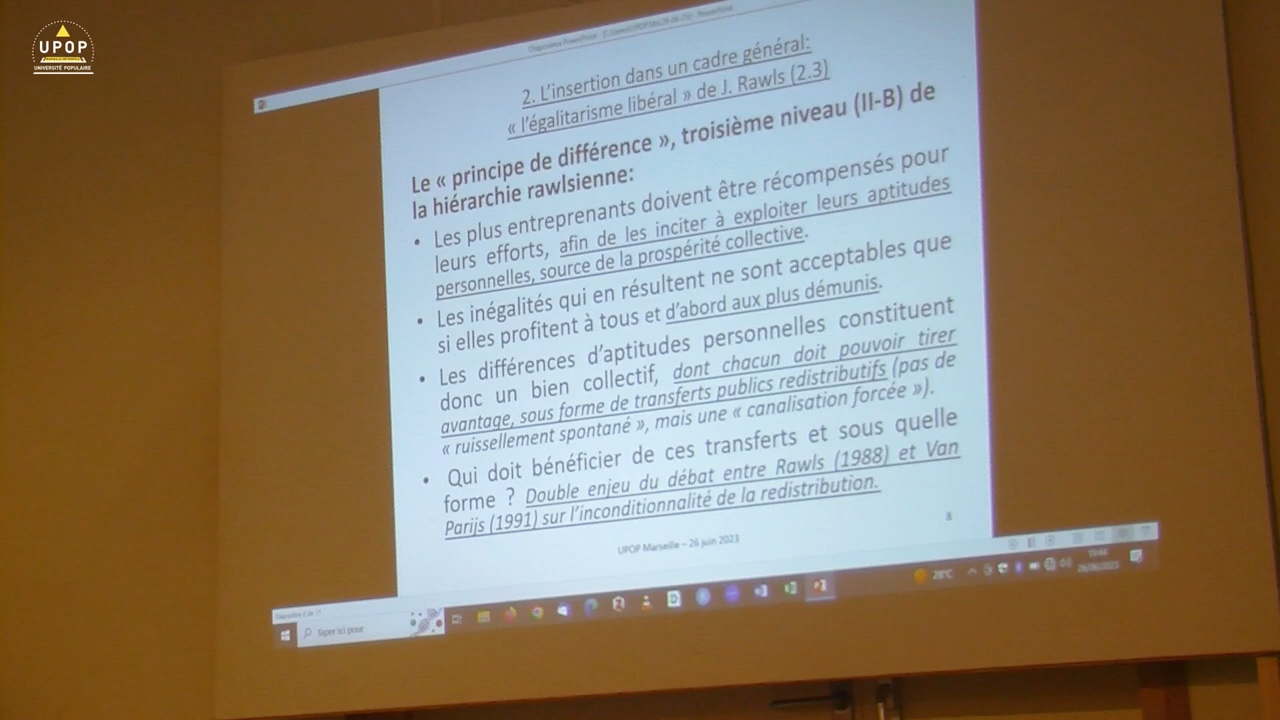 UPOP
UNIVERSITÉ POPULAIRE
2. L'insertion dans un cadre général:
« l'égalitarisme libéral » de J. Rawls (2.3)
Le « principe de différence », troisième niveau (II-B) de
la hiérarchie rawlsienne:
• Les plus entreprenants doivent être récompensés pour
leurs efforts, afin de les inciter à exploiter leurs aptitudes
personnelles, source de la prospérité collective.
• Les inégalités qui en résultent ne sont acceptables que
si elles profitent à tous et d'abord aux plus démunis.
• Les différences d'aptitudes personnelles constituent
donc un bien collectif, dont chacun doit pouvoir tirer
avantage, sous forme de transferts publics redistributifs (pas de
« ruissellement spontané », mais une « canalisation forcée »).
• Qui doit bénéficier de ces transferts et sous quelle
forme ? Double enjeu du débat entre Rawls (1988) et Van
Parijs (1991) sur l'inconditionnalité de la redistribution.
8
UPOP Marseille – 26 juin 2023
Taper ici pour
28°C
19:44
26/06/2023